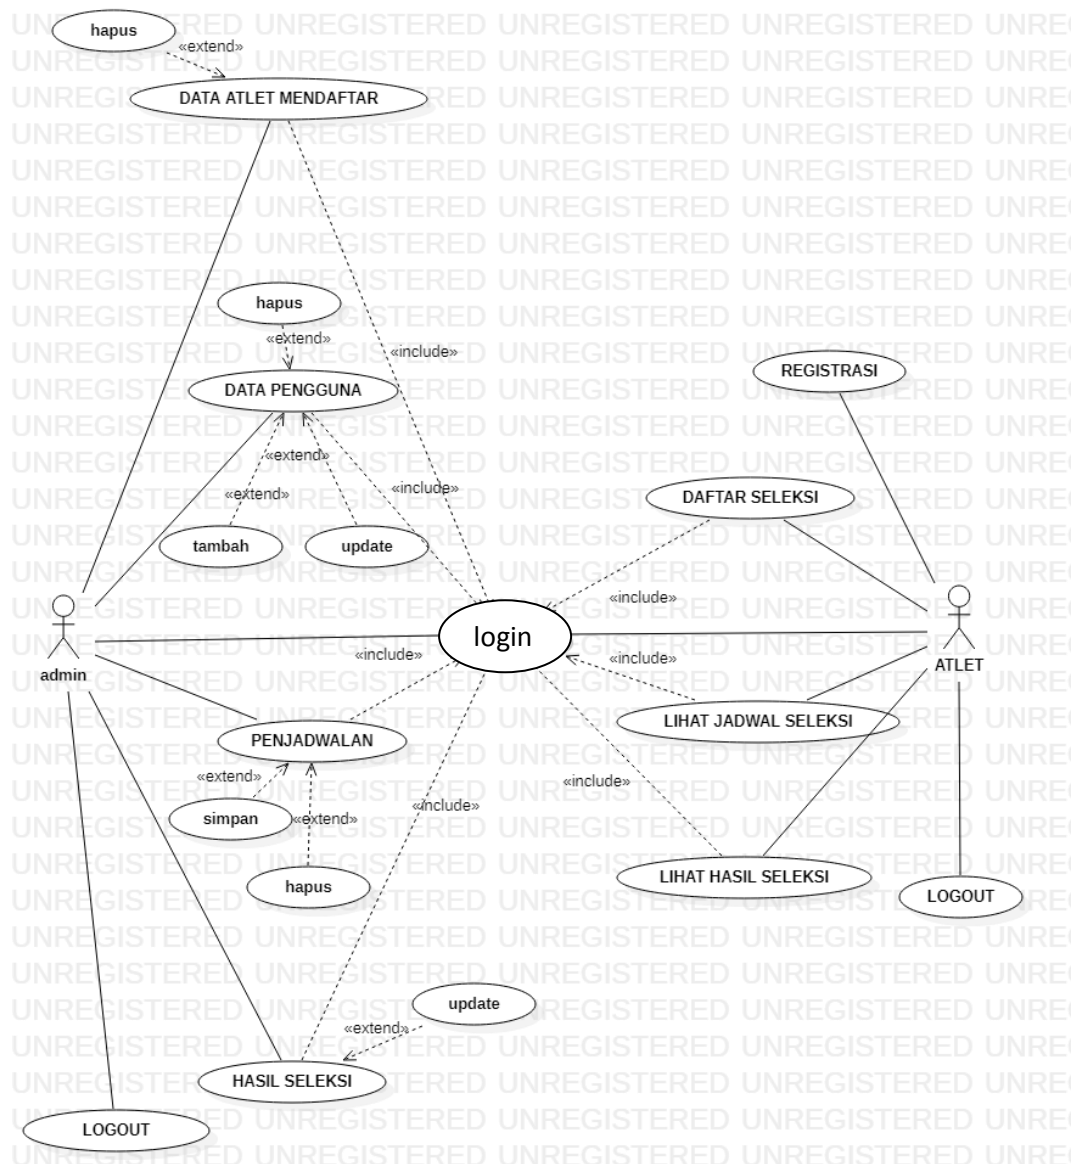 hapus
«extend»
DATA ATLET MENDAFTAR
hapus
«extend»
«include»
DATA PENGGUNA
REGISTRASI
«extend»
«include»
«extend»
DAFTAR SELEKSI
tambah
update
«include»
login
admin
«include»
«include»
ATLET
LIHAT JADWAL SELEKSI
PENJADWALAN
«extend»
«include»
simpan
«extend»
«include»
hapus
LIHAT HASIL SELEKSI
LOGOUT
update
«extend»
HASIL SELEKSI
LOGOUT
UNREGISTERED